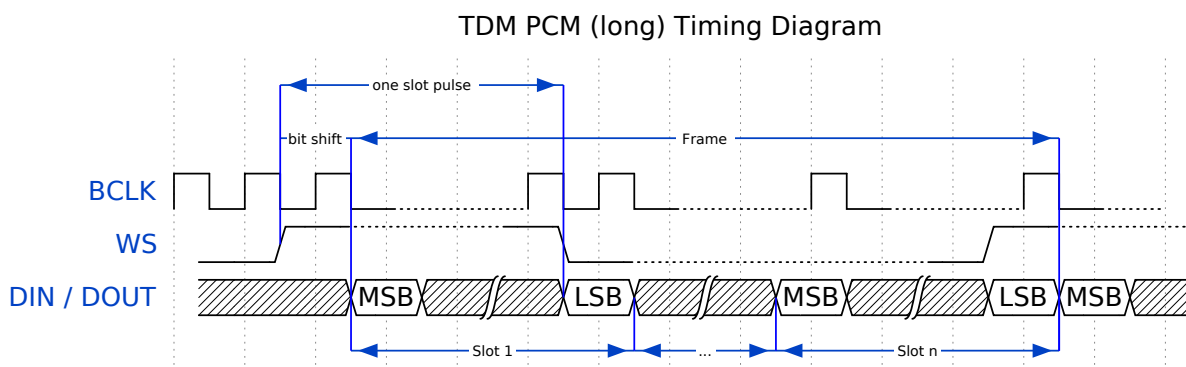 TDM PCM (long) Timing Diagram
one slot pulse
bit shift
Frame
BCLK
WS
DIN / DOUT
MSB
LSB
MSB
LSB
MSB
Slot 1
...
Slot n